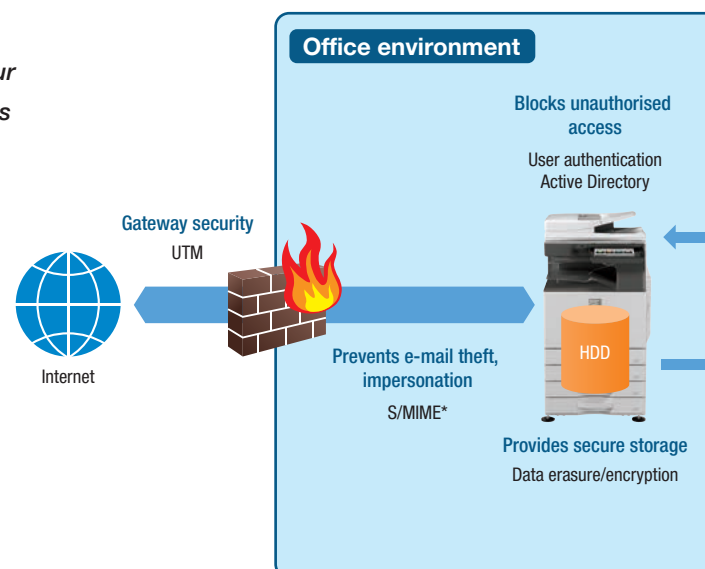 Office environment
ur
s
Blocks unauthorised
access
User authentication
Active Directory
Gateway security
UTM
Internet
HDD
Prevents e-mail theft,
impersonation
S/MIME*
Provides secure storage
Data erasure/encryption